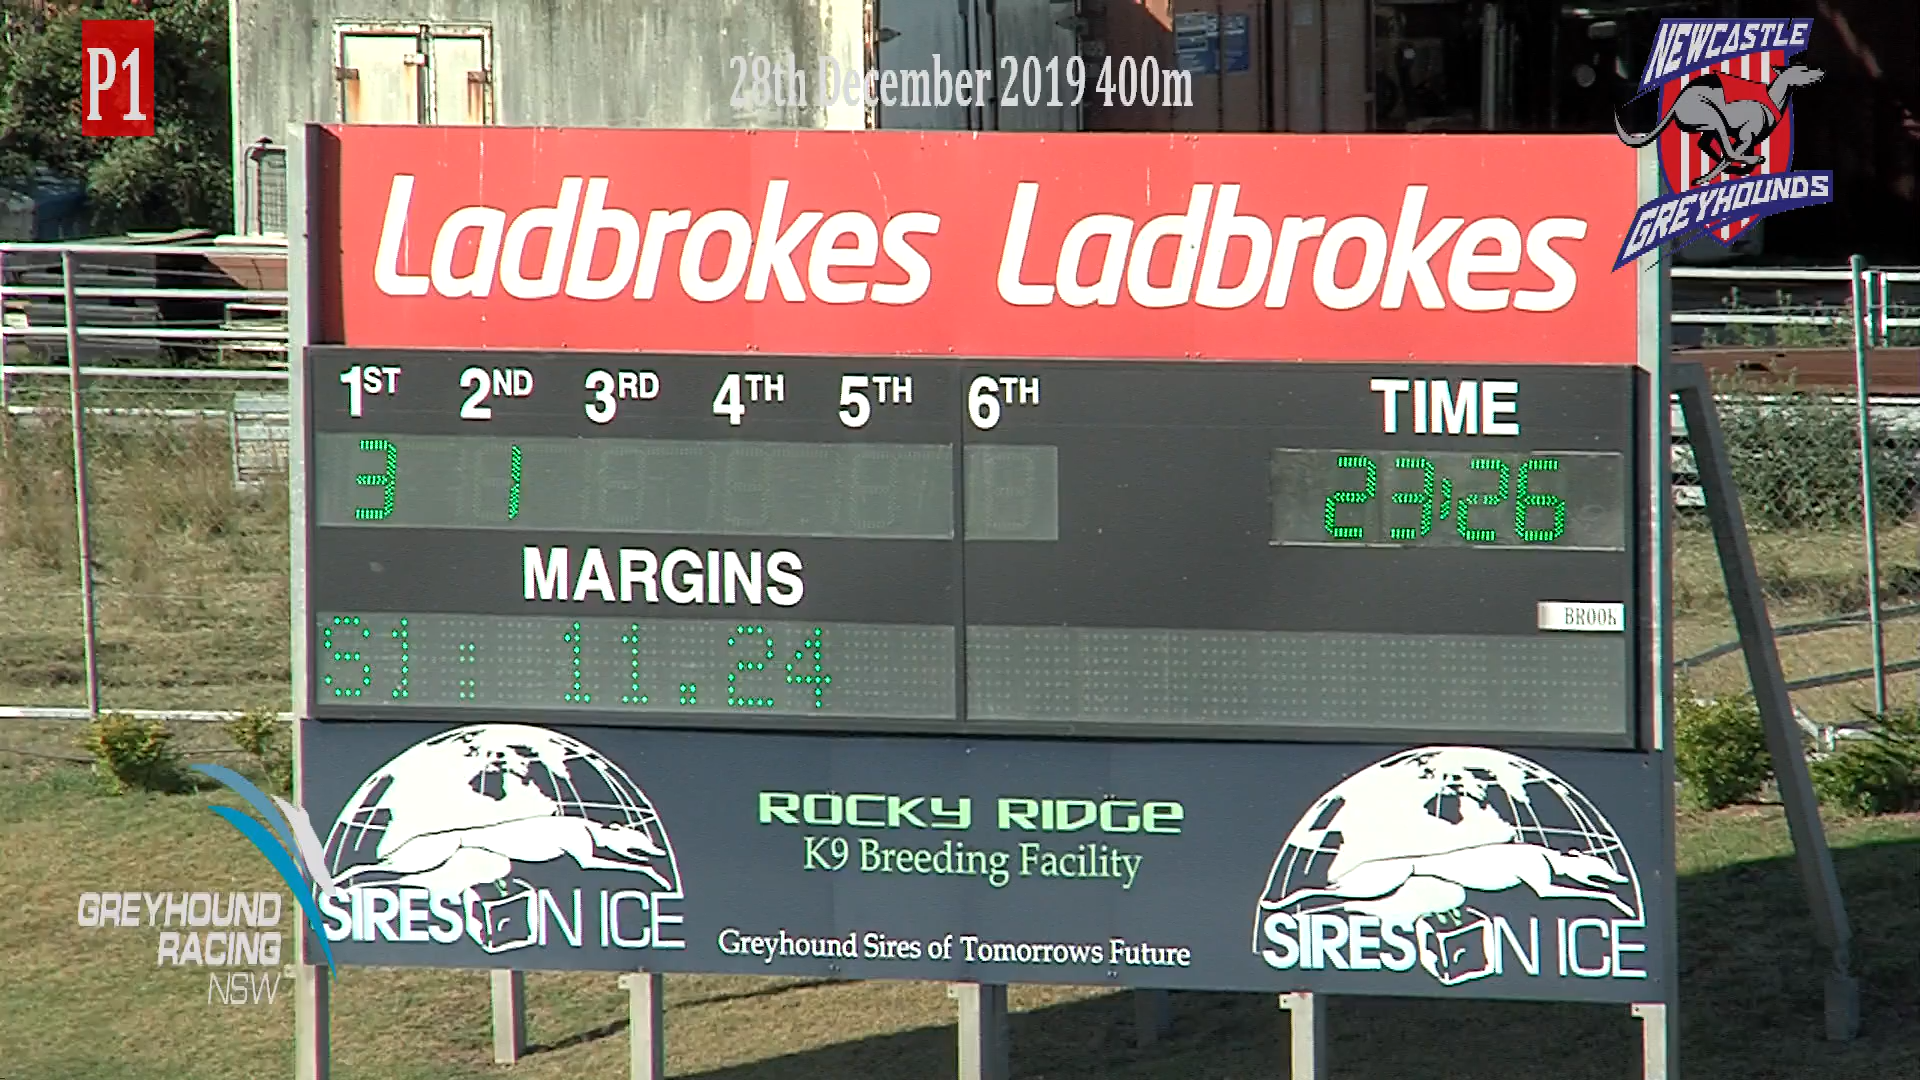 P1
28th December 2019 400m
NEWCASTLE
GREYHOUNDS
Ladbrokes Ladbrokes
1ST 2ND 3RD 4TH 5TH 6TH TIME
3 1 23:26
MARGINS
BROOK
S1: 11.24
ROCKY RIDGE
K9 Breeding Facility
SIRES ON ICE
Greyhound Sires of Tomorrows Future
SIRES ON ICE
GREYHOUND
RACING
NSW